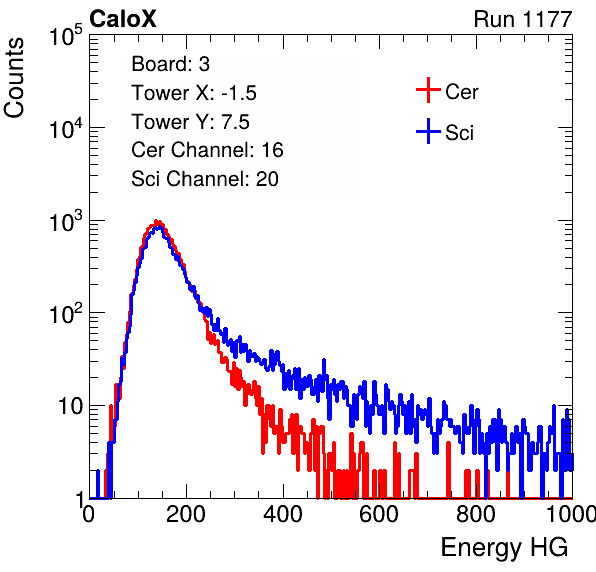 CaloX Run 1177
Counts
Board: 3
Tower X: -1.5
Tower Y: 7.5
Cer Channel: 16
Sci Channel: 20
Cer
Sci
10^5
10^4
10^3
10^2
10
1
0 200 400 600 800 1000
Energy HG